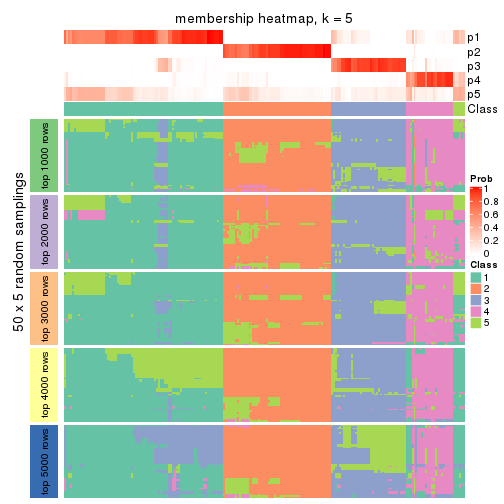 membership heatmap, k = 5
p1
p2
p3
p4
p5
Class
50 x 5 random samplings
top 1000 rows
top 2000 rows
top 3000 rows
top 4000 rows
top 5000 rows
Prob
1
0.8
0.6
0.4
0.2
0
Class
1
2
3
4
5